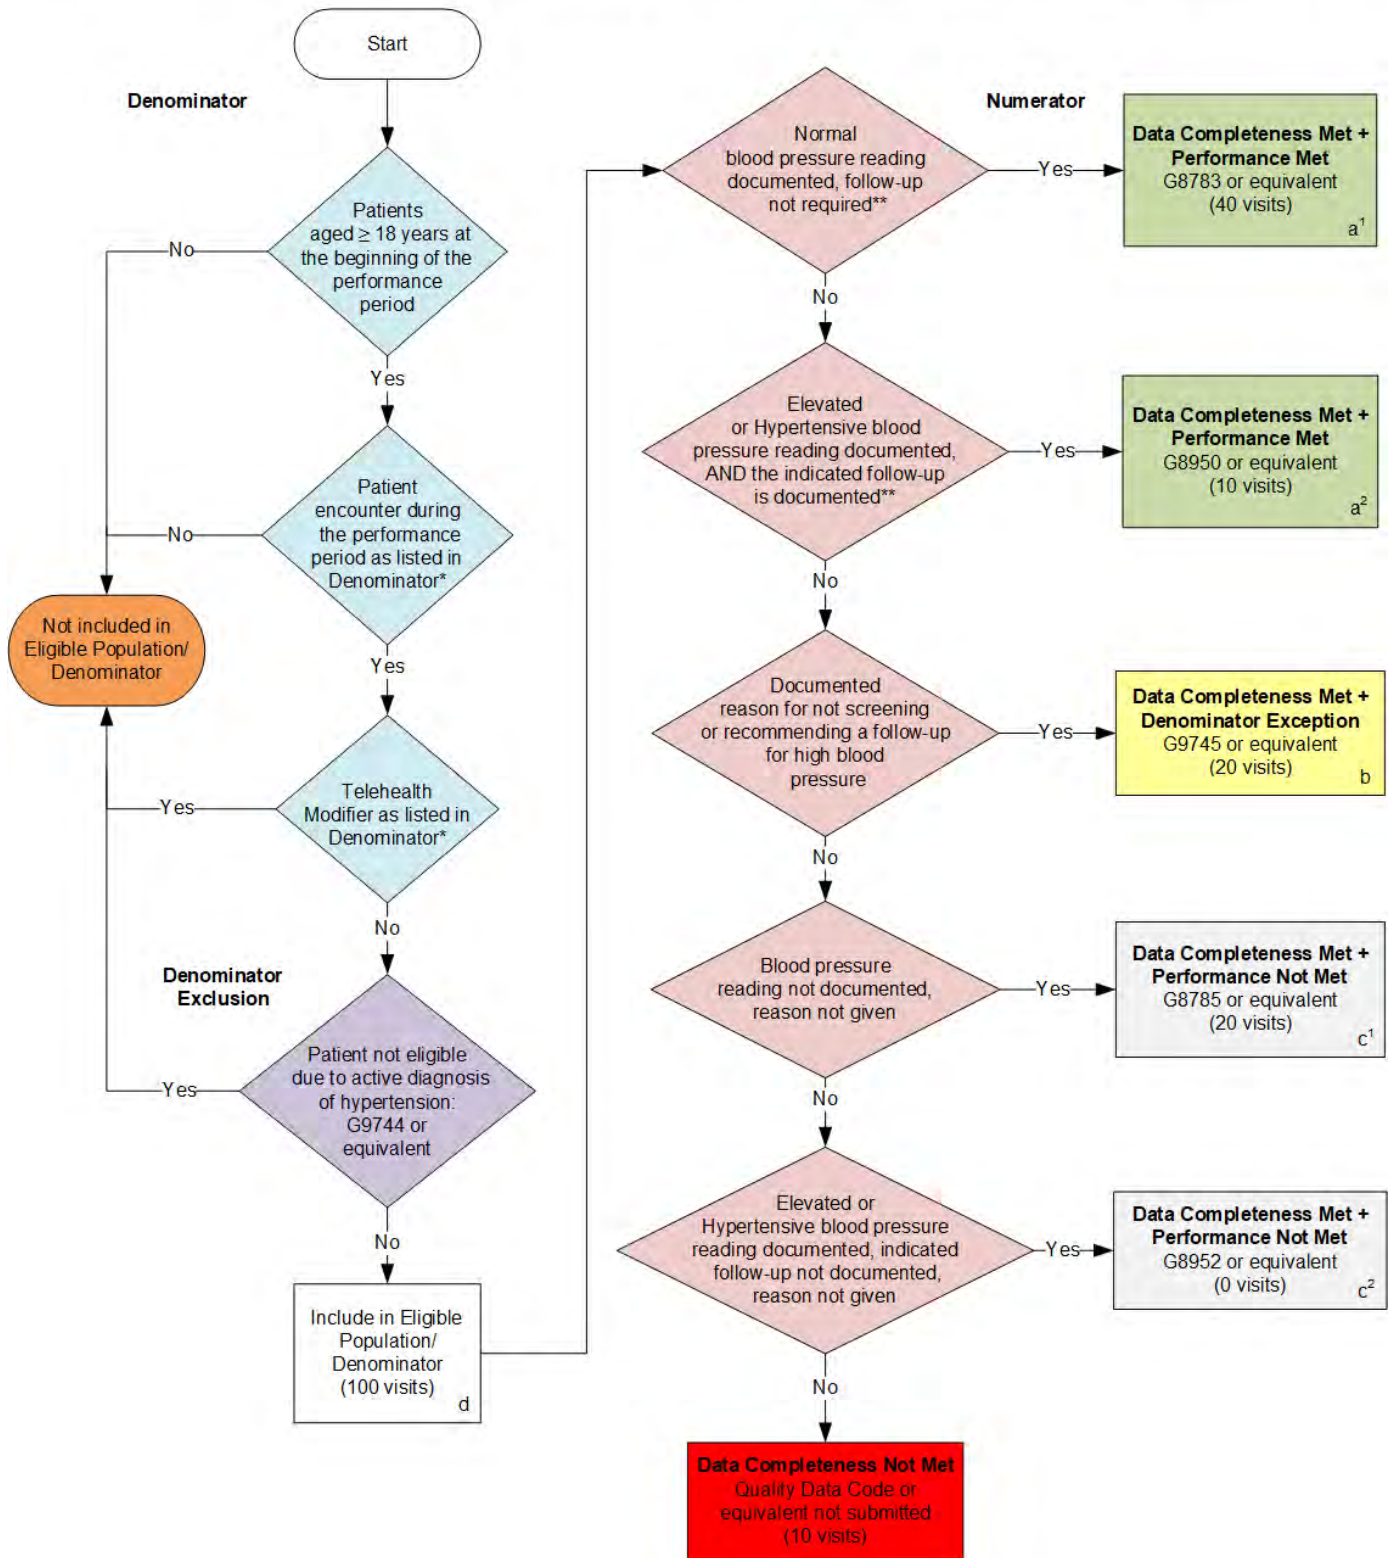 Start
Denominator
Patients
aged ≥ 18 years at
the beginning of the
performance
period
No
Yes
Patient
encounter during
the performance
period as listed in
Denominator*
No
Not included in
Eligible Population/
Denominator
Yes
Telehealth
Modifier as listed in
Denominator*
Yes
No
Denominator
Exclusion
Patient not eligible
due to active diagnosis
of hypertension:
G9744 or
equivalent
Yes
No
Include in Eligible
Population/
Denominator
(100 visits)
d
Numerator
Normal
blood pressure reading
documented, follow-up
not required**
Yes
Data Completeness Met +
Performance Met
G8783 or equivalent
(40 visits)
a¹
No
Elevated
or Hypertensive blood
pressure reading documented,
AND the indicated follow-up
is documented**
Yes
Data Completeness Met +
Performance Met
G8950 or equivalent
(10 visits)
a²
No
Documented
reason for not screening
or recommending a follow-up
for high blood
pressure
Yes
Data Completeness Met +
Denominator Exception
G9745 or equivalent
(20 visits)
b
No
Blood pressure
reading not documented,
reason not given
Yes
Data Completeness Met +
Performance Not Met
G8785 or equivalent
(20 visits)
c¹
No
Elevated or
Hypertensive blood pressure
reading documented, indicated
follow-up not documented,
reason not given
Yes
Data Completeness Met +
Performance Not Met
G8952 or equivalent
(0 visits)
c²
No
Data Completeness Not Met
Quality Data Code or
equivalent not submitted
(10 visits)